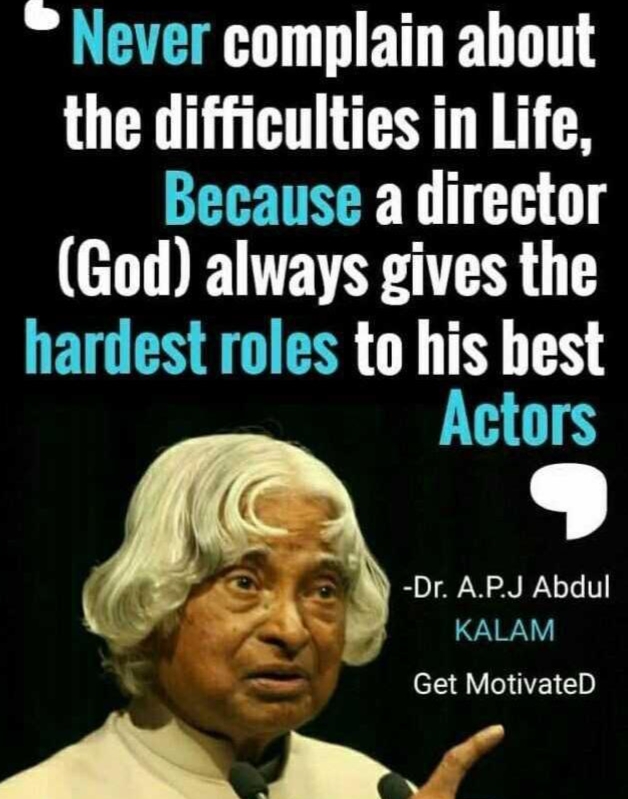 ‘ Never complain about
the difficulties in Life,
Because a director
(God) always gives the
hardest roles to his best
Actors
’
-Dr. A.P.J Abdul
KALAM
Get MotivateD